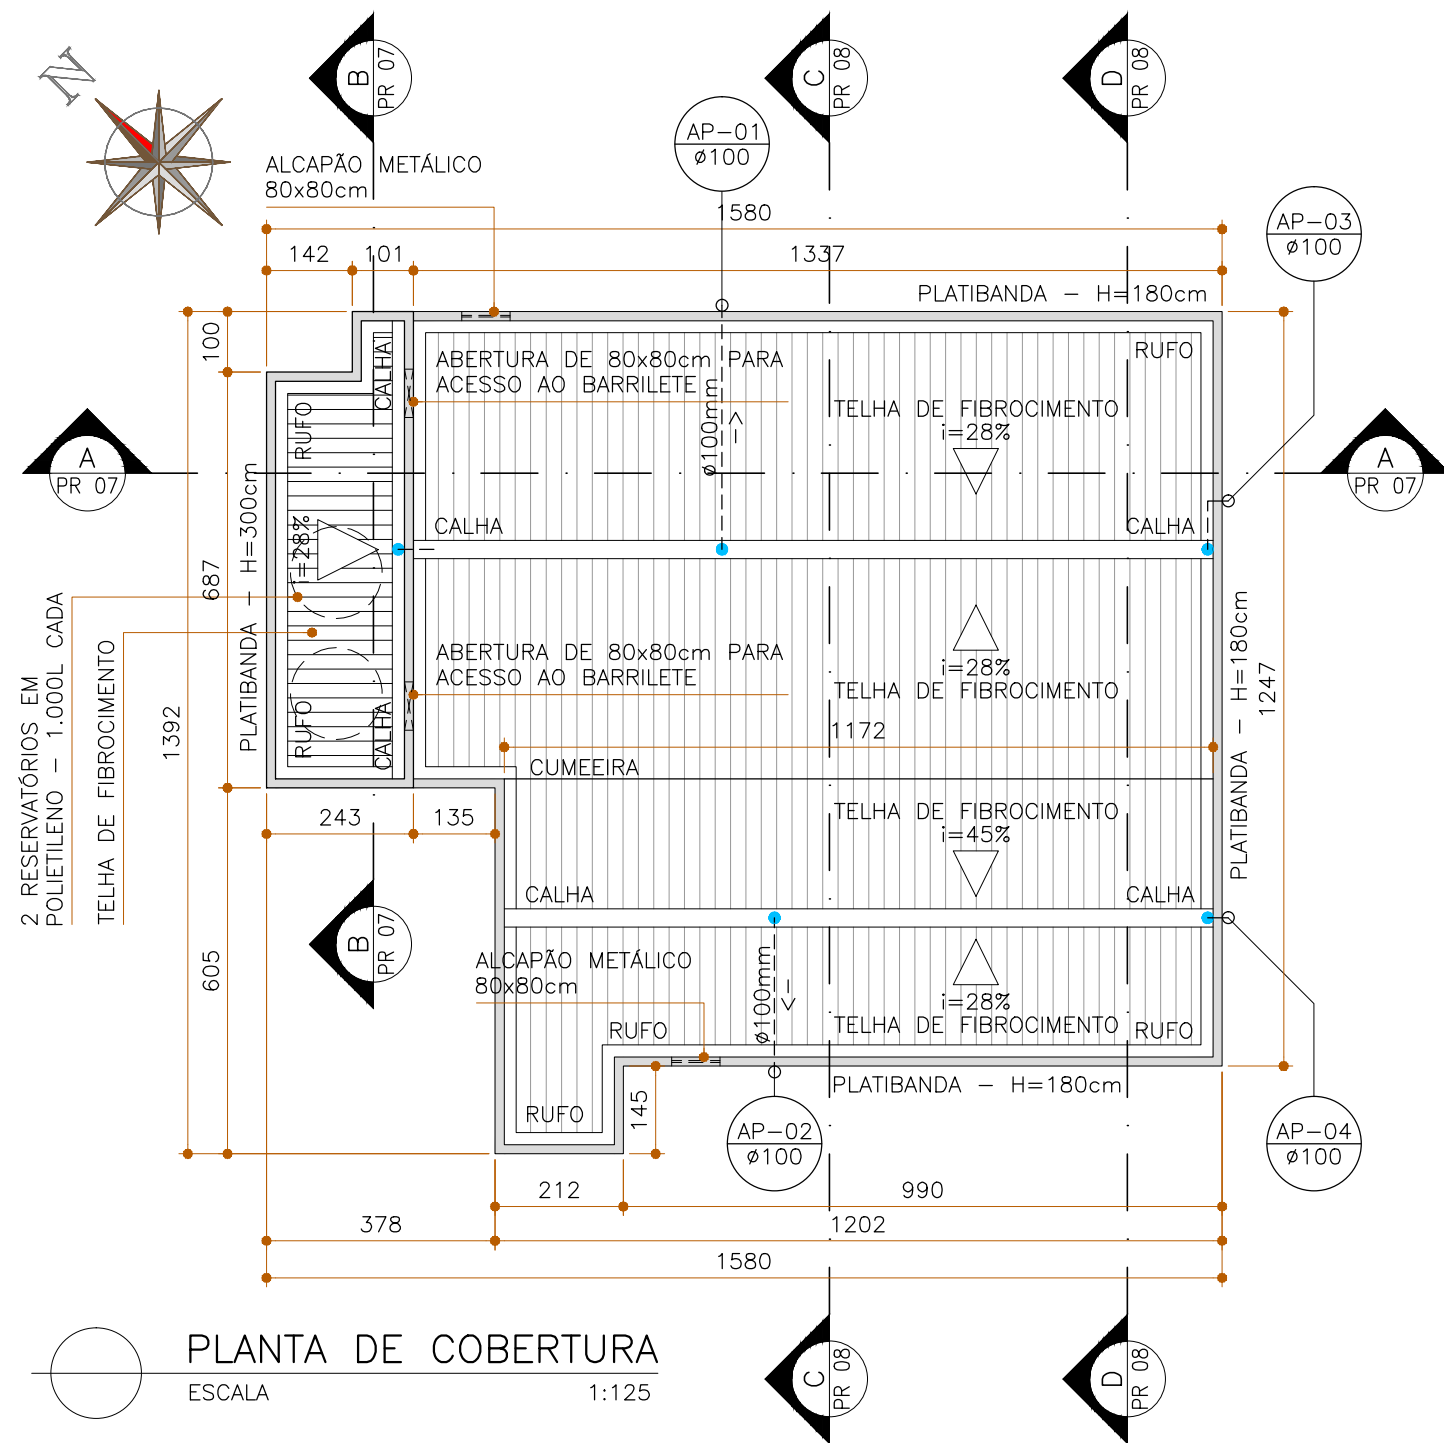 N
B
PR 07
C
PR 08
D
PR 08
AP-01
ø100
ALCAPÃO METÁLICO
80x80cm
1580
AP-03
ø100
142
101
1337
PLATIBANDA - H=180cm
100
CALHA
ABERTURA DE 80x80cm PARA
ACESSO AO BARRILETE
RUFO
RUFO
ø100mm
->
TELHA DE FIBROCIMENTO
i=28%
A
PR 07
A
PR 07
PLATIBANDA - H=300cm
CALHA
CALHA
i=28%
687
2 RESERVATÓRIOS EM
POLIETILENO - 1.000L CADA
TELHA DE FIBROCIMENTO
1392
ABERTURA DE 80x80cm PARA
ACESSO AO BARRILETE
i=28%
TELHA DE FIBROCIMENTO
PLATIBANDA - H=180cm
1247
RUFO
CALHA
1172
CUMEEIRA
243
135
TELHA DE FIBROCIMENTO
i=45%
CALHA
CALHA
B
PR 07
605
ALCAPÃO METÁLICO
80x80cm
ø100mm
->
i=28%
TELHA DE FIBROCIMENTO
RUFO
RUFO
PLATIBANDA - H=180cm
RUFO
145
AP-02
ø100
AP-04
ø100
212
990
378
1202
1580
PLANTA DE COBERTURA
ESCALA 1:125
C
PR 08
D
PR 08